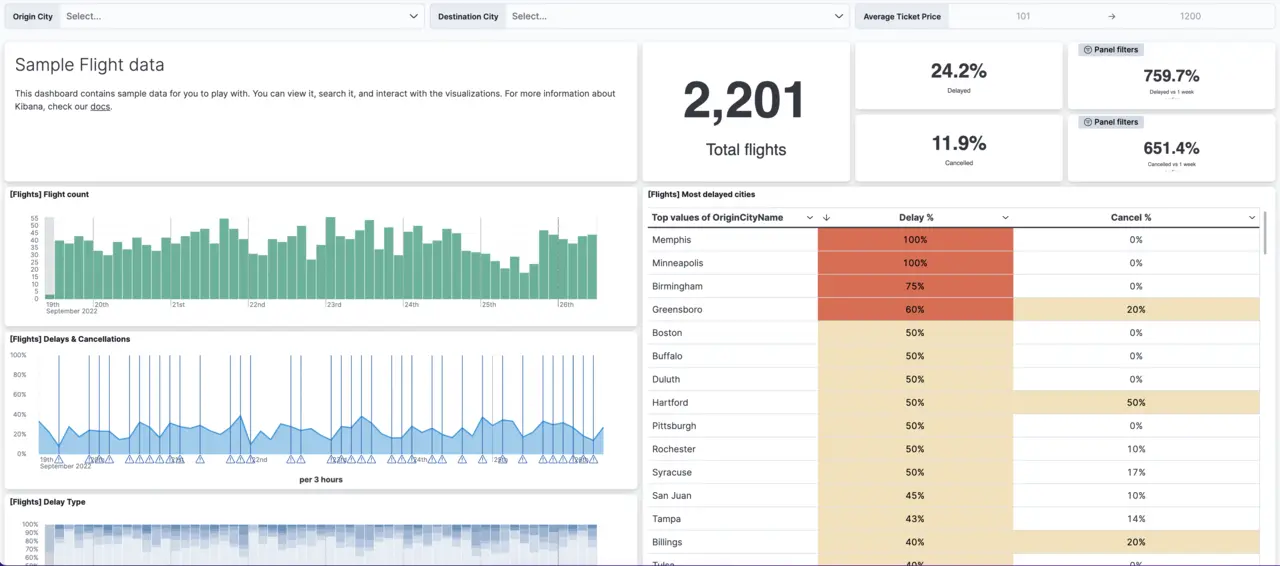 Origin City Select... Destination City Select... Average Ticket Price 101 → 1200
Sample Flight data
This dashboard contains sample data for you to play with. You can view it, search it, and interact with the visualizations. For more information about
Kibana, check our docs.
2,201
Total flights
24.2%
Delayed
Panel filters
759.7%
Delayed vs 1 week
11.9%
Cancelled
Panel filters
651.4%
Cancelled vs 1 week
[Flights] Flight count
55
50
45
40
35
30
25
20
15
10
5
0
19th 20th 21st 22nd 23rd 24th 25th 26th
September 2022
[Flights] Delays & Cancellations
100%
80%
60%
40%
20%
0%
19th 22nd
September 2022
per 3 hours
[Flights] Delay Type
100%
90%
80%
70%
60%
[Flights] Most delayed cities
Top values of OriginCityName Delay % Cancel %
Memphis 100% 0%
Minneapolis 100% 0%
Birmingham 75% 0%
Greensboro 60% 20%
Boston 50% 0%
Buffalo 50% 0%
Duluth 50% 0%
Hartford 50% 50%
Pittsburgh 50% 0%
Rochester 50% 10%
Syracuse 50% 17%
San Juan 45% 10%
Tampa 43% 14%
Billings 40% 20%
Tulsa 40% 0%